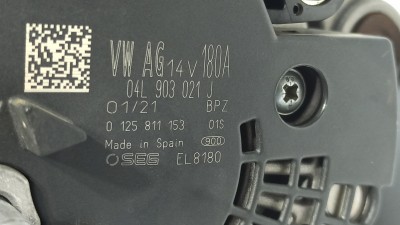 VW AG 14V 180A
04L 903 021 J
01/21 BPZ
0 125 811 153 01S
Made in Spain 900
SEG EL8180